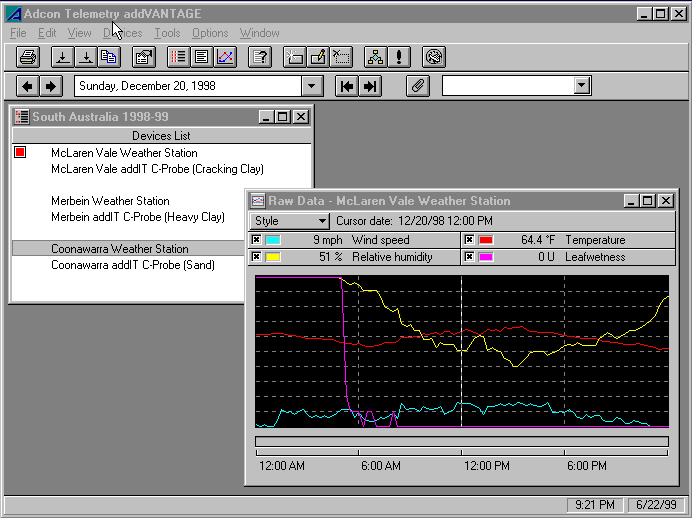 Adcon Telemetry addVANTAGE
File Edit View Devices Tools Options Window
Sunday, December 20, 1998
South Australia 1998-99
Devices List
McLaren Vale Weather Station
McLaren Vale addIT C-Probe (Cracking Clay)
Merbein Weather Station
Merbein addIT C-Probe (Heavy Clay)
Coonawarra Weather Station
Coonawarra addIT C-Probe (Sand)
Raw Data - McLaren Vale Weather Station
Style Cursor date: 12/20/98 12:00 PM
9 mph Wind speed 64.4 °F Temperature
51 % Relative humidity 0 U Leafwetness
12:00 AM 6:00 AM 12:00 PM 6:00 PM
9:21 PM 6/22/99